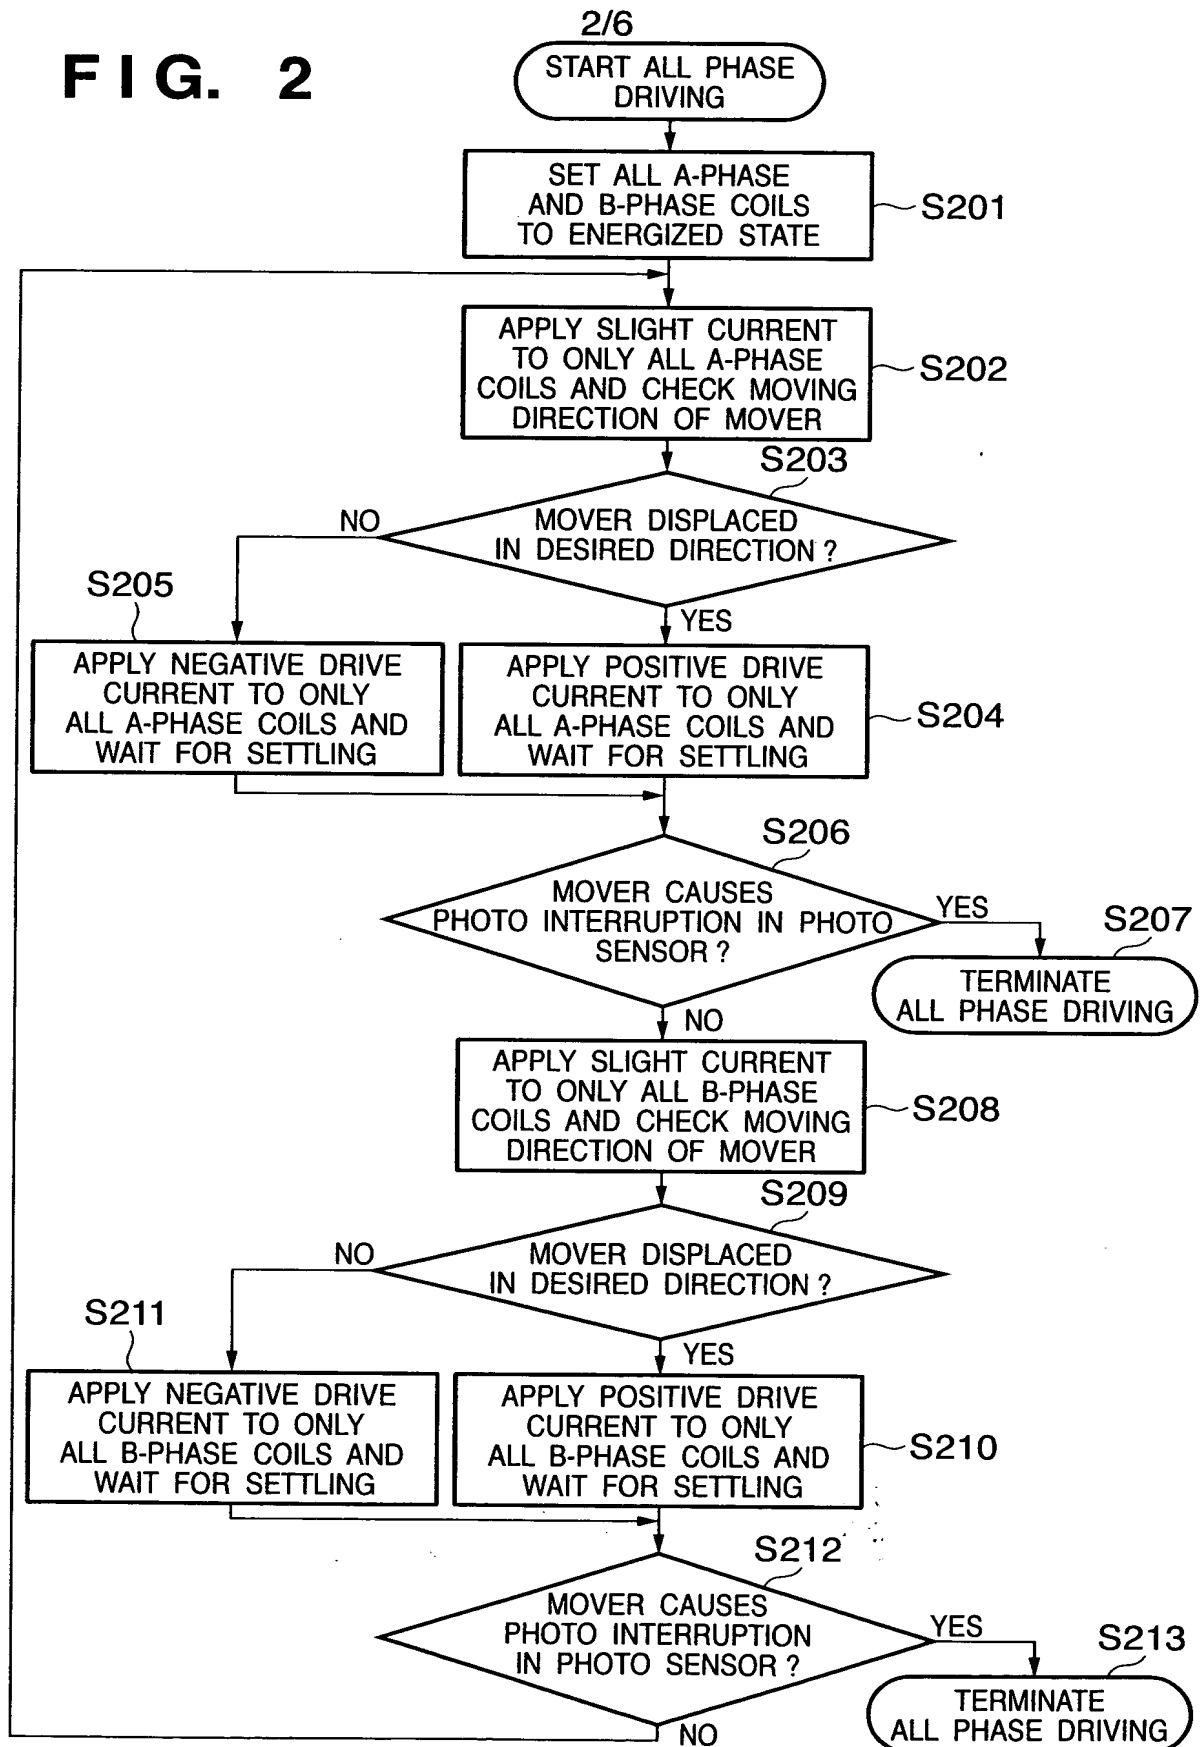 2/6
FIG. 2
START ALL PHASE
DRIVING
SET ALL A-PHASE
AND B-PHASE COILS
TO ENERGIZED STATE
S201
APPLY SLIGHT CURRENT
TO ONLY ALL A-PHASE
COILS AND CHECK MOVING
DIRECTION OF MOVER
S202
S203
MOVER DISPLACED
IN DESIRED DIRECTION ?
NO
YES
S205
APPLY NEGATIVE DRIVE
CURRENT TO ONLY
ALL A-PHASE COILS AND
WAIT FOR SETTLING
APPLY POSITIVE DRIVE
CURRENT TO ONLY
ALL A-PHASE COILS AND
WAIT FOR SETTLING
S204
S206
MOVER CAUSES
PHOTO INTERRUPTION IN PHOTO
SENSOR ?
YES
S207
TERMINATE
ALL PHASE DRIVING
NO
APPLY SLIGHT CURRENT
TO ONLY ALL B-PHASE
COILS AND CHECK MOVING
DIRECTION OF MOVER
S208
S209
MOVER DISPLACED
IN DESIRED DIRECTION ?
NO
YES
S211
APPLY NEGATIVE DRIVE
CURRENT TO ONLY
ALL B-PHASE COILS AND
WAIT FOR SETTLING
APPLY POSITIVE DRIVE
CURRENT TO ONLY
ALL B-PHASE COILS AND
WAIT FOR SETTLING
S210
S212
MOVER CAUSES
PHOTO INTERRUPTION
IN PHOTO SENSOR ?
YES
S213
TERMINATE
ALL PHASE DRIVING
NO